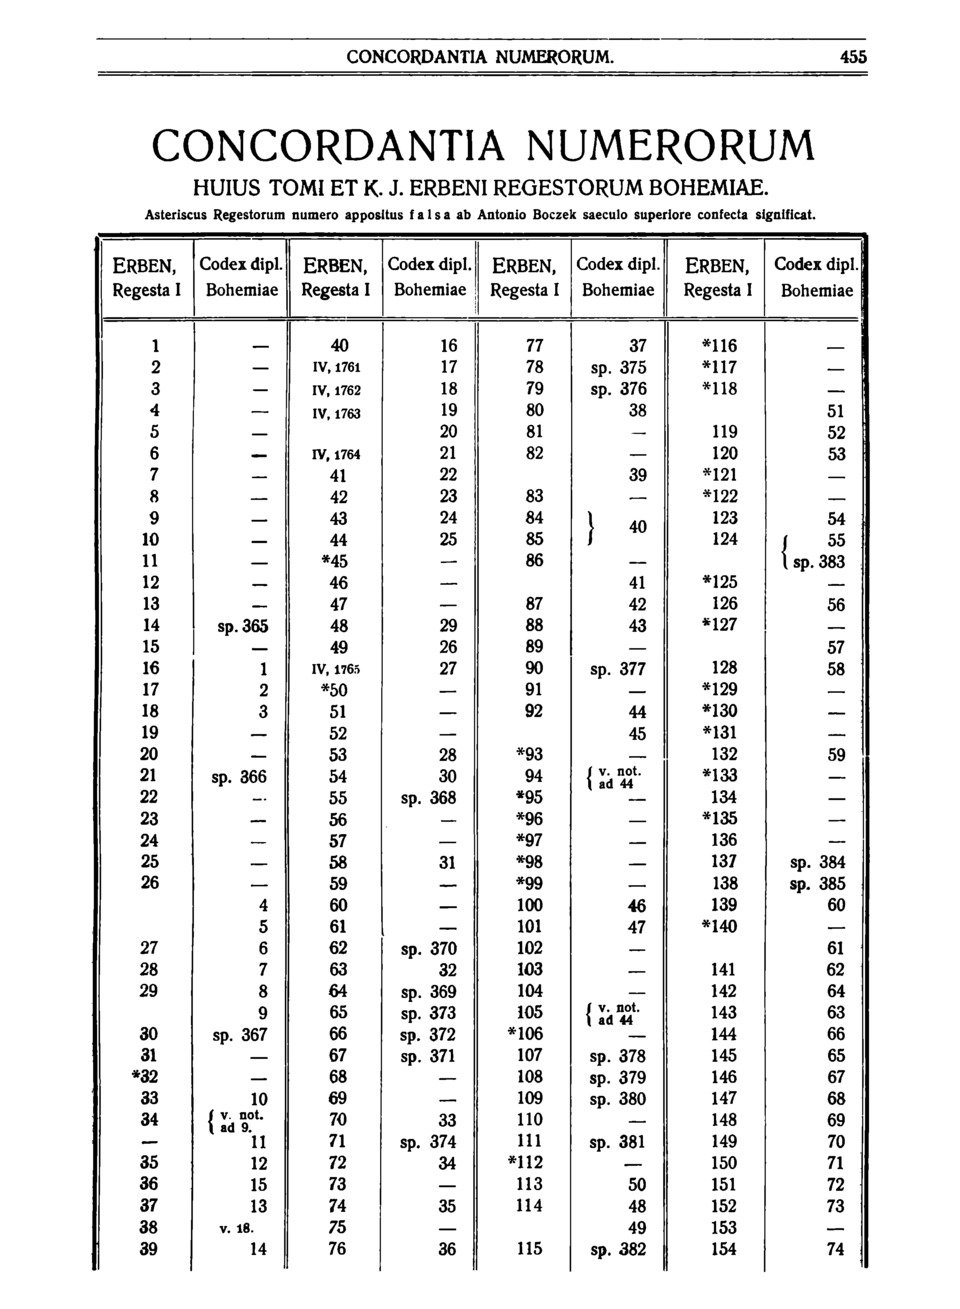 CONCORDANTIA NUMERORUM. 455
CONCORDANTIA NUMERORUM
HUIUS TOMI ET K. J. ERBENI REGESTORUM BOHEMIAE.
Asteriscus Regestorum numero appositus falsa ab Antonio Boczek saeculo superiore confecta significat.
ERBEN, Codex dipl. ERBEN, Codex dipl. ERBEN, Codex dipl. ERBEN, Codex dipl.
Regesta I Bohemiae Regesta I Bohemiae Regesta I Bohemiae Regesta I Bohemiae
1 — 40 16 77 37 *116 —
2 — IV, 1761 17 78 sp. 375 *117 —
3 — IV, 1762 18 79 sp. 376 *118 —
4 — IV, 1763 19 80 38 51
5 — 20 81 — 119 52
6 — IV, 1764 21 82 — 120 53
7 — 41 22 39 *121 —
8 — 42 23 83 — *122 —
9 — 43 24 84 } 40 123 54
10 — 44 25 85 124 { 55
11 — *45 — 86 — sp. 383
12 — 46 — 41 *125 —
13 — 47 — 87 42 126 56
14 sp. 365 48 29 88 43 *127 —
15 — 49 26 89 — 57
16 1 IV, 1765 27 90 sp. 377 128 58
17 2 *50 — 91 — *129 —
18 3 51 — 92 44 *130 —
19 — 52 — 45 *131 —
20 — 53 28 *93 — 132 59
21 sp. 366 54 30 94 { v. not. ad 44 *133 —
22 — 55 sp. 368 *95 — 134 —
23 — 56 — *96 — *135 —
24 — 57 — *97 — 136 —
25 — 58 31 *98 — 137 sp. 384
26 — 59 — *99 — 138 sp. 385
4 60 — 100 46 139 60
5 61 — 101 47 *140 —
27 6 62 sp. 370 102 — 61
28 7 63 32 103 — 141 62
29 8 64 sp. 369 104 — 142 64
9 65 sp. 373 105 { v. not. ad 44 143 63
30 sp. 367 66 sp. 372 *106 — 144 66
31 — 67 sp. 371 107 sp. 378 145 65
*32 — 68 — 108 sp. 379 146 67
33 10 69 — 109 sp. 380 147 68
34 { v. not. ad 9. 70 33 110 — 148 69
— 11 71 sp. 374 111 sp. 381 149 70
35 12 72 34 *112 — 150 71
36 15 73 — 113 50 151 72
37 13 74 35 114 48 152 73
38 v. 18. 75 — 49 153 —
39 14 76 36 115 sp. 382 154 74